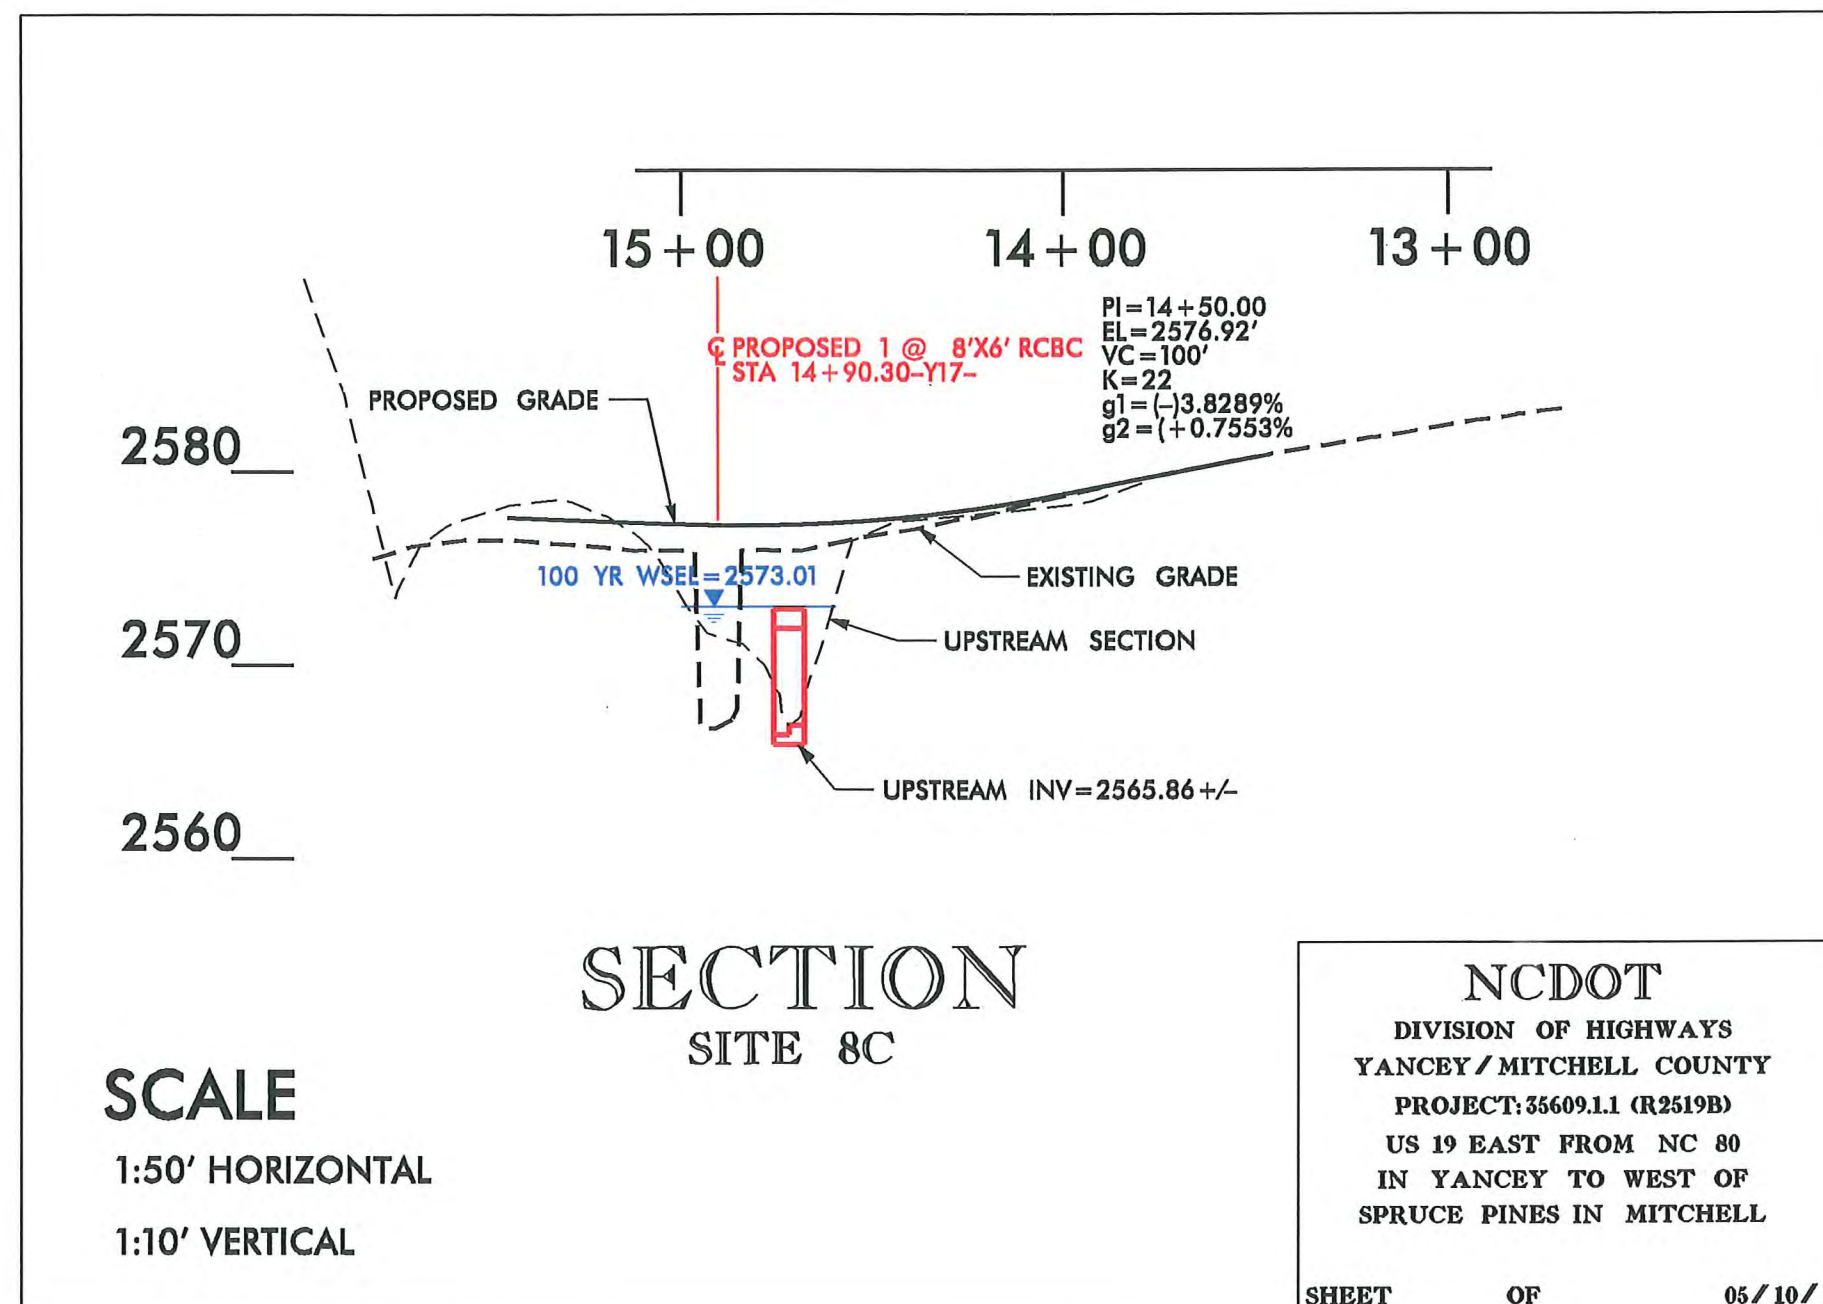 15+00 14+00 13+00
PI=14+50.00
EL=2576.92'
VC=100'
K=22
g1=(-)3.8289%
g2=(+0.7553%
℄ PROPOSED 1 @ 8'X6' RCBC
STA 14+90.30-Y17-
PROPOSED GRADE
2580
100 YR WSEL=2573.01
EXISTING GRADE
2570
UPSTREAM SECTION
UPSTREAM INV=2565.86+/-
2560
SECTION
SITE 8C
SCALE
1:50' HORIZONTAL
1:10' VERTICAL
NCDOT
DIVISION OF HIGHWAYS
YANCEY/MITCHELL COUNTY
PROJECT:35609.1.1 (R2519B)
US 19 EAST FROM NC 80
IN YANCEY TO WEST OF
SPRUCE PINES IN MITCHELL
SHEET OF 05/10/